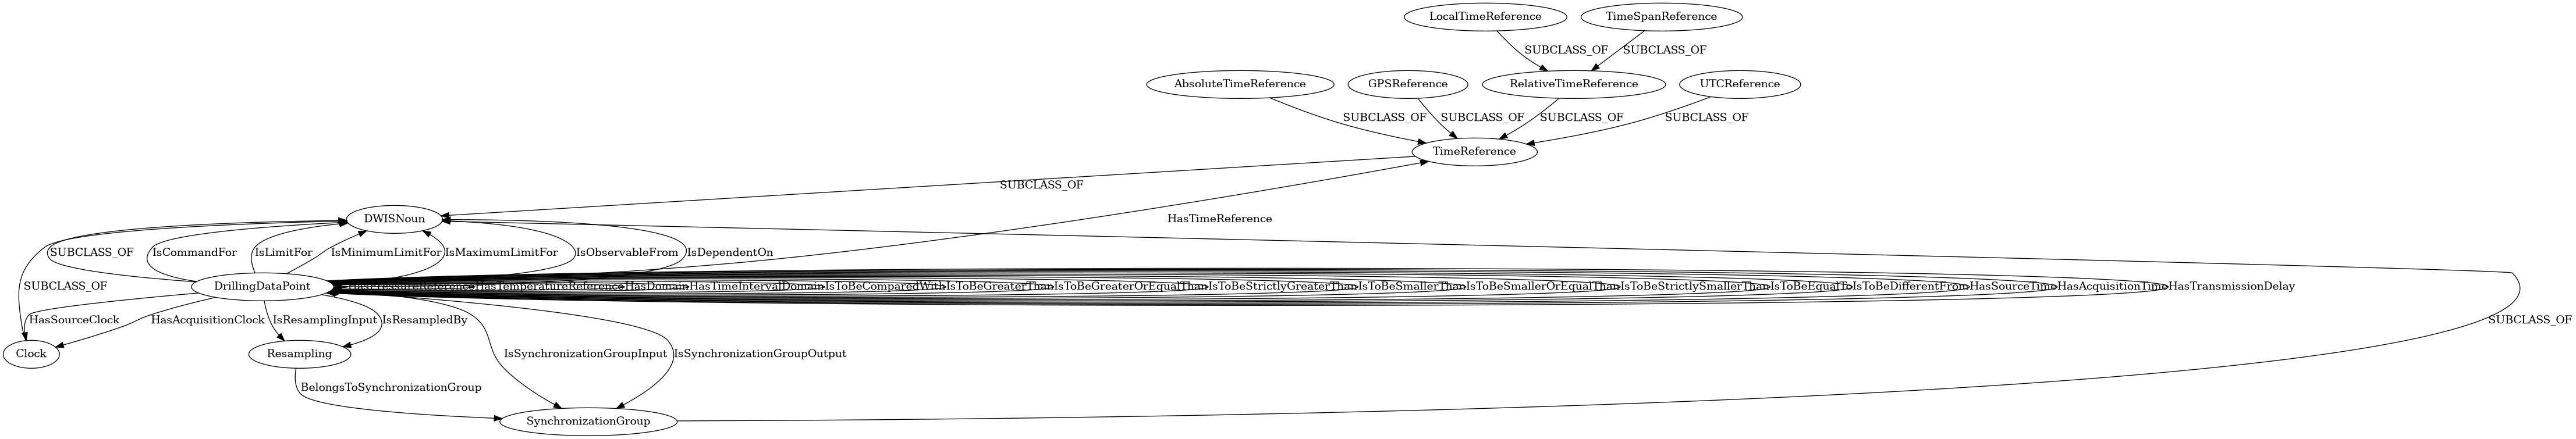 LocalTimeReference
TimeSpanReference
SUBCLASS_OF
SUBCLASS_OF
AbsoluteTimeReference
GPSReference
RelativeTimeReference
UTCReference
SUBCLASS_OF
SUBCLASS_OF
SUBCLASS_OF
SUBCLASS_OF
TimeReference
SUBCLASS_OF
DWISNoun
HasTimeReference
SUBCLASS_OF
IsCommandFor
IsLimitFor
IsMinimumLimitFor
IsMaximumLimitFor
IsObservableFrom
IsDependentOn
SUBCLASS_OF
DrillingDataPoint
HasPressureReference
HasTemperatureReference
HasDomain
HasTimeIntervalDomain
IsToBeComparedWith
IsToBeGreaterThan
IsToBeGreaterOrEqualThan
IsToBeStrictlyGreaterThan
IsToBeSmallerThan
IsToBeSmallerOrEqualThan
IsToBeStrictlySmallerThan
IsToBeEqualTo
IsToBeDifferentFrom
HasSourceTime
HasAcquisitionTime
HasTransmissionDelay
HasSourceClock
HasAcquisitionClock
IsResamplingInput
IsResampledBy
SUBCLASS_OF
Clock
Resampling
IsSynchronizationGroupInput
IsSynchronizationGroupOutput
BelongsToSynchronizationGroup
SynchronizationGroup